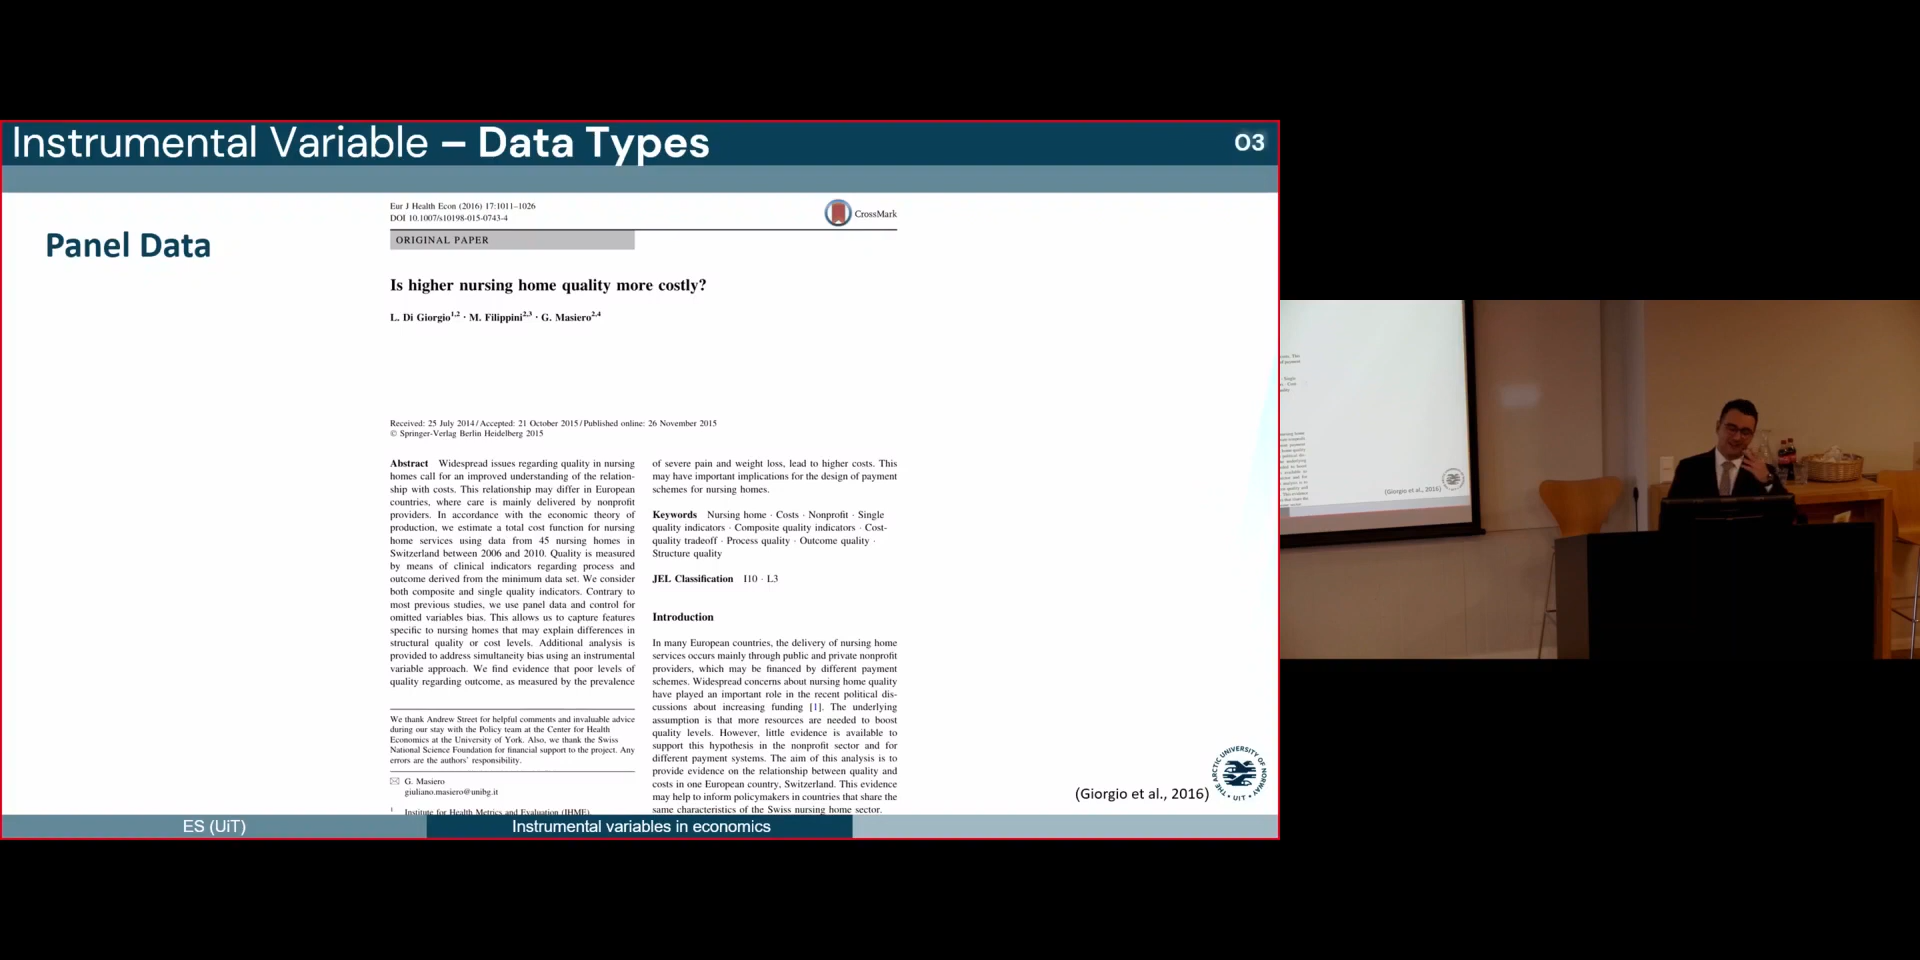 Instrumental Variable – Data Types
03
Panel Data
Eur J Health Econ (2016) 17:1011–1026
DOI 10.1007/s10198-015-0743-4
CrossMark
ORIGINAL PAPER
Is higher nursing home quality more costly?
L. Di Giorgio1,2 · M. Filippini2,3 · G. Masiero2,4
Received: 25 July 2014 / Accepted: 21 October 2015 / Published online: 26 November 2015
© Springer-Verlag Berlin Heidelberg 2015
Abstract Widespread issues regarding quality in nursing
homes call for an improved understanding of the relation-
ship with costs. This relationship may differ in European
countries, where care is mainly delivered by nonprofit
providers. In accordance with the economic theory of
production, we estimate a total cost function for nursing
home services using data from 45 nursing homes in
Switzerland between 2006 and 2010. Quality is measured
by means of clinical indicators regarding process and
outcome derived from the minimum data set. We consider
both composite and single quality indicators. Contrary to
most previous studies, we use panel data and control for
omitted variables bias. This allows us to capture features
specific to nursing homes that may explain differences in
structural quality or cost levels. Additional analysis is
provided to address simultaneity bias using an instrumental
variable approach. We find evidence that poor levels of
quality regarding outcome, as measured by the prevalence
We thank Andrew Street for helpful comments and invaluable advice
during our stay with the Policy team at the Center for Health
Economics at the University of York. Also, we thank the Swiss
National Science Foundation for financial support to the project. Any
errors are the authors' responsibility.
G. Masiero
giuliano.masiero@unibg.it
1 Institute for Health Metrics and Evaluation (IHME),
of severe pain and weight loss, lead to higher costs. This
may have important implications for the design of payment
schemes for nursing homes.
Keywords Nursing home · Costs · Nonprofit · Single
quality indicators · Composite quality indicators · Cost-
quality tradeoff · Process quality · Outcome quality ·
Structure quality
JEL Classification I10 · L3
Introduction
In many European countries, the delivery of nursing home
services occurs mainly through public and private nonprofit
providers, which may be financed by different payment
schemes. Widespread concerns about nursing home quality
have played an important role in the recent political dis-
cussions about increasing funding [1]. The underlying
assumption is that more resources are needed to boost
quality levels. However, little evidence is available to
support this hypothesis in the nonprofit sector and for
different payment systems. The aim of this analysis is to
provide evidence on the relationship between quality and
costs in one European country, Switzerland. This evidence
may help to inform policymakers in countries that share the
same characteristics of the Swiss nursing home sector.
(Giorgio et al., 2016)
THE ARCTIC UNIVERSITY OF NORWAY
· UiT ·
ES (UiT)
Instrumental variables in economics
(Giorgio et al., 2016)